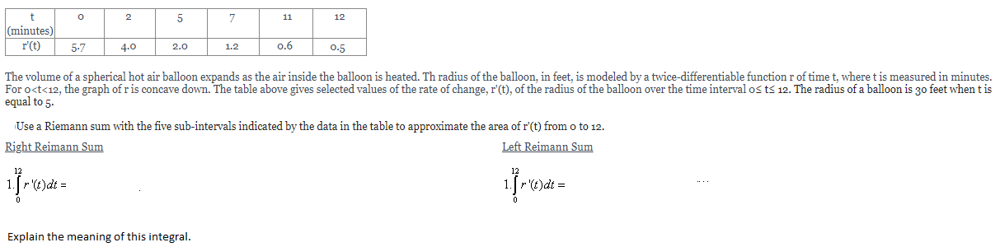 t 0 2 5 7 11 12
(minutes)
r'(t) 5.7 4.0 2.0 1.2 0.6 0.5
The volume of a spherical hot air balloon expands as the air inside the balloon is heated. Th radius of the balloon, in feet, is modeled by a twice-differentiable function r of time t, where t is measured in minutes.
For 0<t<12, the graph of r is concave down. The table above gives selected values of the rate of change, r'(t), of the radius of the balloon over the time interval 0≤ t≤ 12. The radius of a balloon is 30 feet when t is
equal to 5.
Use a Riemann sum with the five sub-intervals indicated by the data in the table to approximate the area of r'(t) from 0 to 12.
Right Reimann Sum Left Reimann Sum
1. ∫₀¹² r '(t)dt = 1. ∫₀¹² r '(t)dt =
Explain the meaning of this integral.